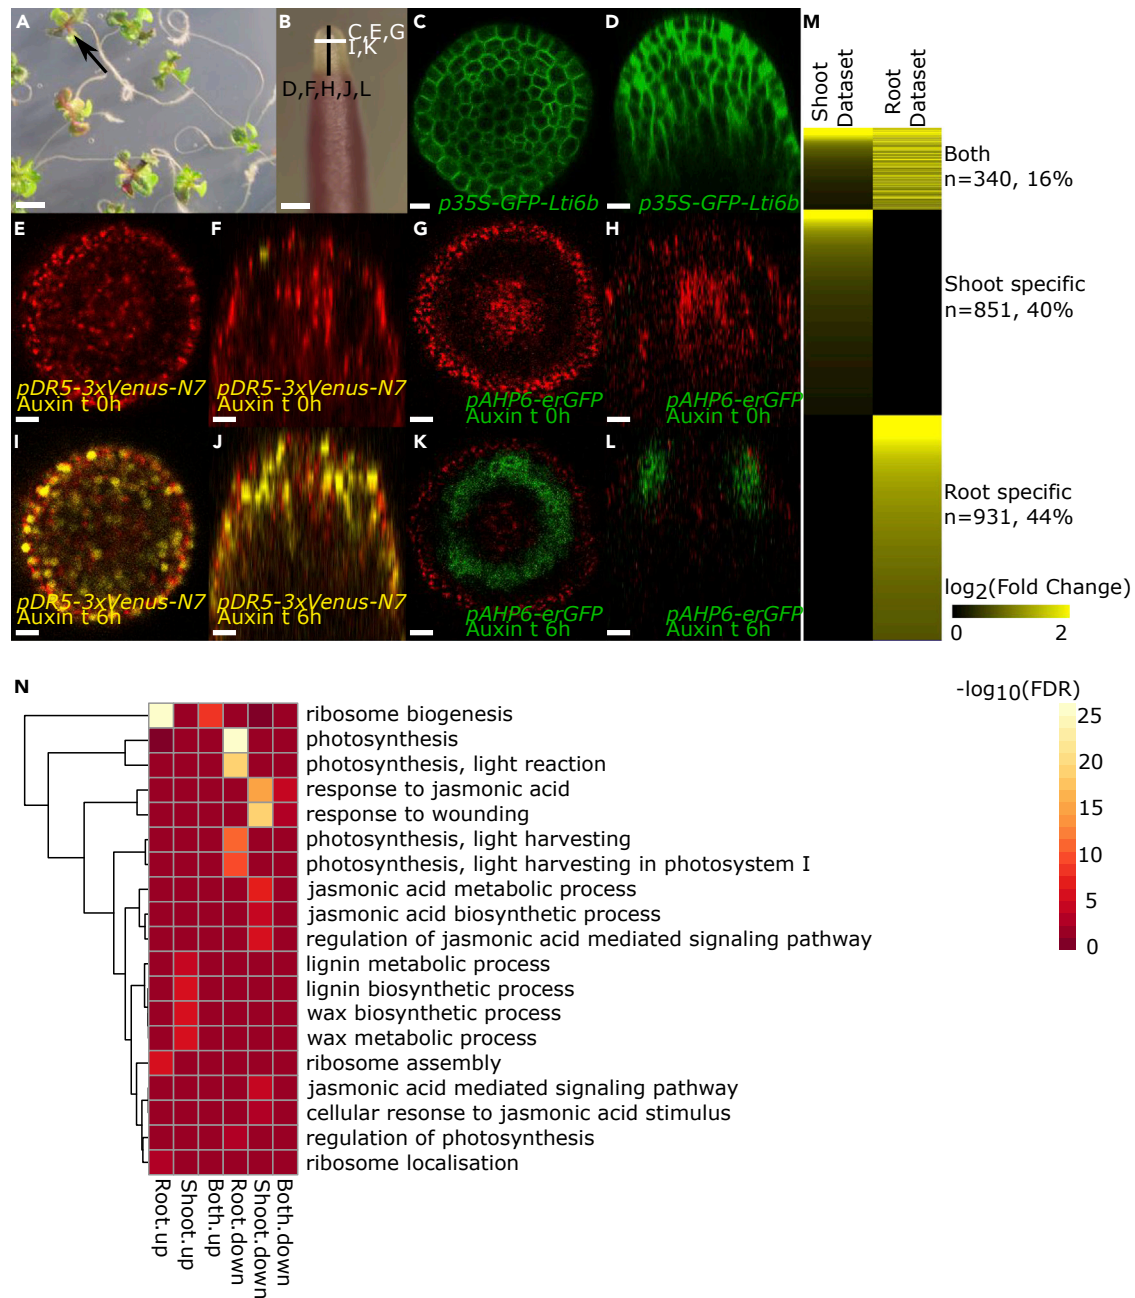 A
B
C,E,G
I,K
D,F,H,J,L
C
p35S-GFP-Lti6b
D
p35S-GFP-Lti6b
E
pDR5-3xVenus-N7
Auxin t 0h
F
pDR5-3xVenus-N7
Auxin t 0h
G
pAHP6-erGFP
Auxin t 0h
H
pAHP6-erGFP
Auxin t 0h
I
pDR5-3xVenus-N7
Auxin t 6h
J
pDR5-3xVenus-N7
Auxin t 6h
K
pAHP6-erGFP
Auxin t 6h
L
pAHP6-erGFP
Auxin t 6h
M
Shoot
Dataset
Root
Dataset
Both
n=340, 16%
Shoot specific
n=851, 40%
Root specific
n=931, 44%
log2(Fold Change)
0 2
N
ribosome biogenesis
photosynthesis
photosynthesis, light reaction
response to jasmonic acid
response to wounding
photosynthesis, light harvesting
photosynthesis, light harvesting in photosystem I
jasmonic acid metabolic process
jasmonic acid biosynthetic process
regulation of jasmonic acid mediated signaling pathway
lignin metabolic process
lignin biosynthetic process
wax biosynthetic process
wax metabolic process
ribosome assembly
jasmonic acid mediated signaling pathway
cellular resonse to jasmonic acid stimulus
regulation of photosynthesis
ribosome localisation
Root.up
Shoot.up
Both.up
Root.down
Shoot.down
Both.down
-log10(FDR)
25
20
15
10
5
0